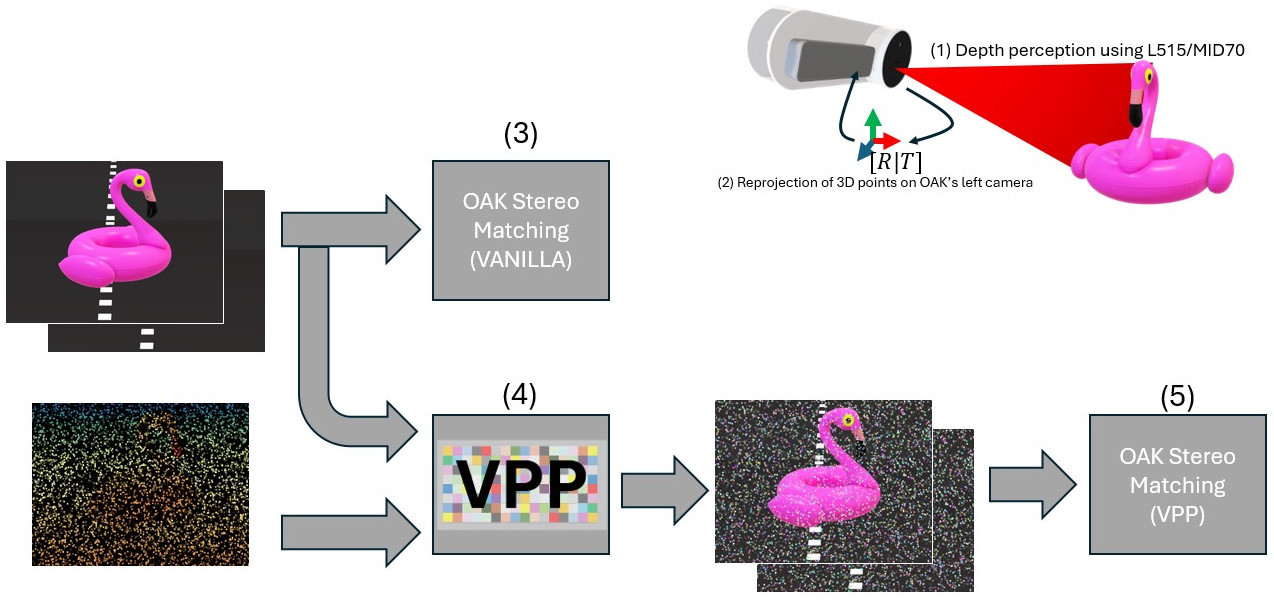 (1) Depth perception using L515/MID70
[R|T]
(2) Reprojection of 3D points on OAK's left camera
(3)
OAK Stereo
Matching
(VANILLA)
(4)
VPP
(5)
OAK Stereo
Matching
(VPP)